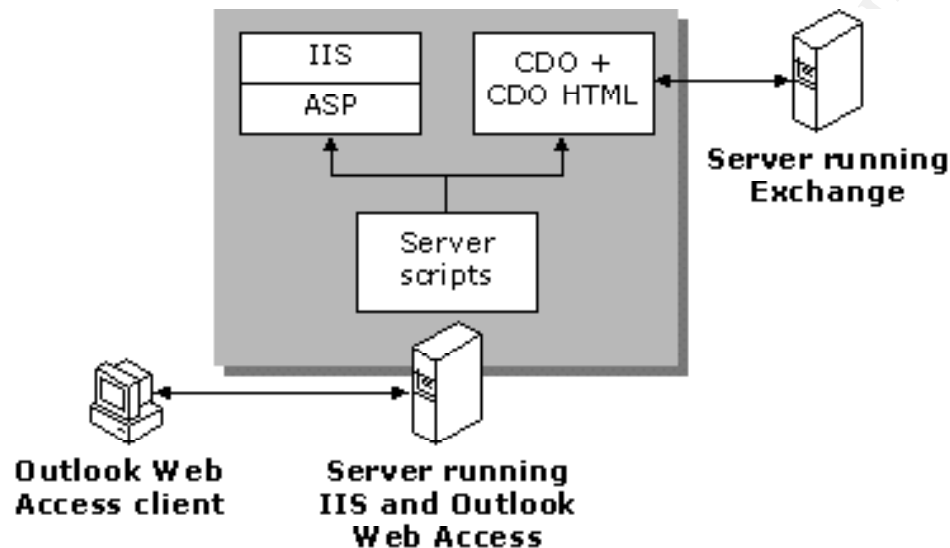 IIS
ASP
CDO +
CDO HTML
Server running
Exchange
Server
scripts
Outlook Web
Access client
Server running
IIS and Outlook
Web Access